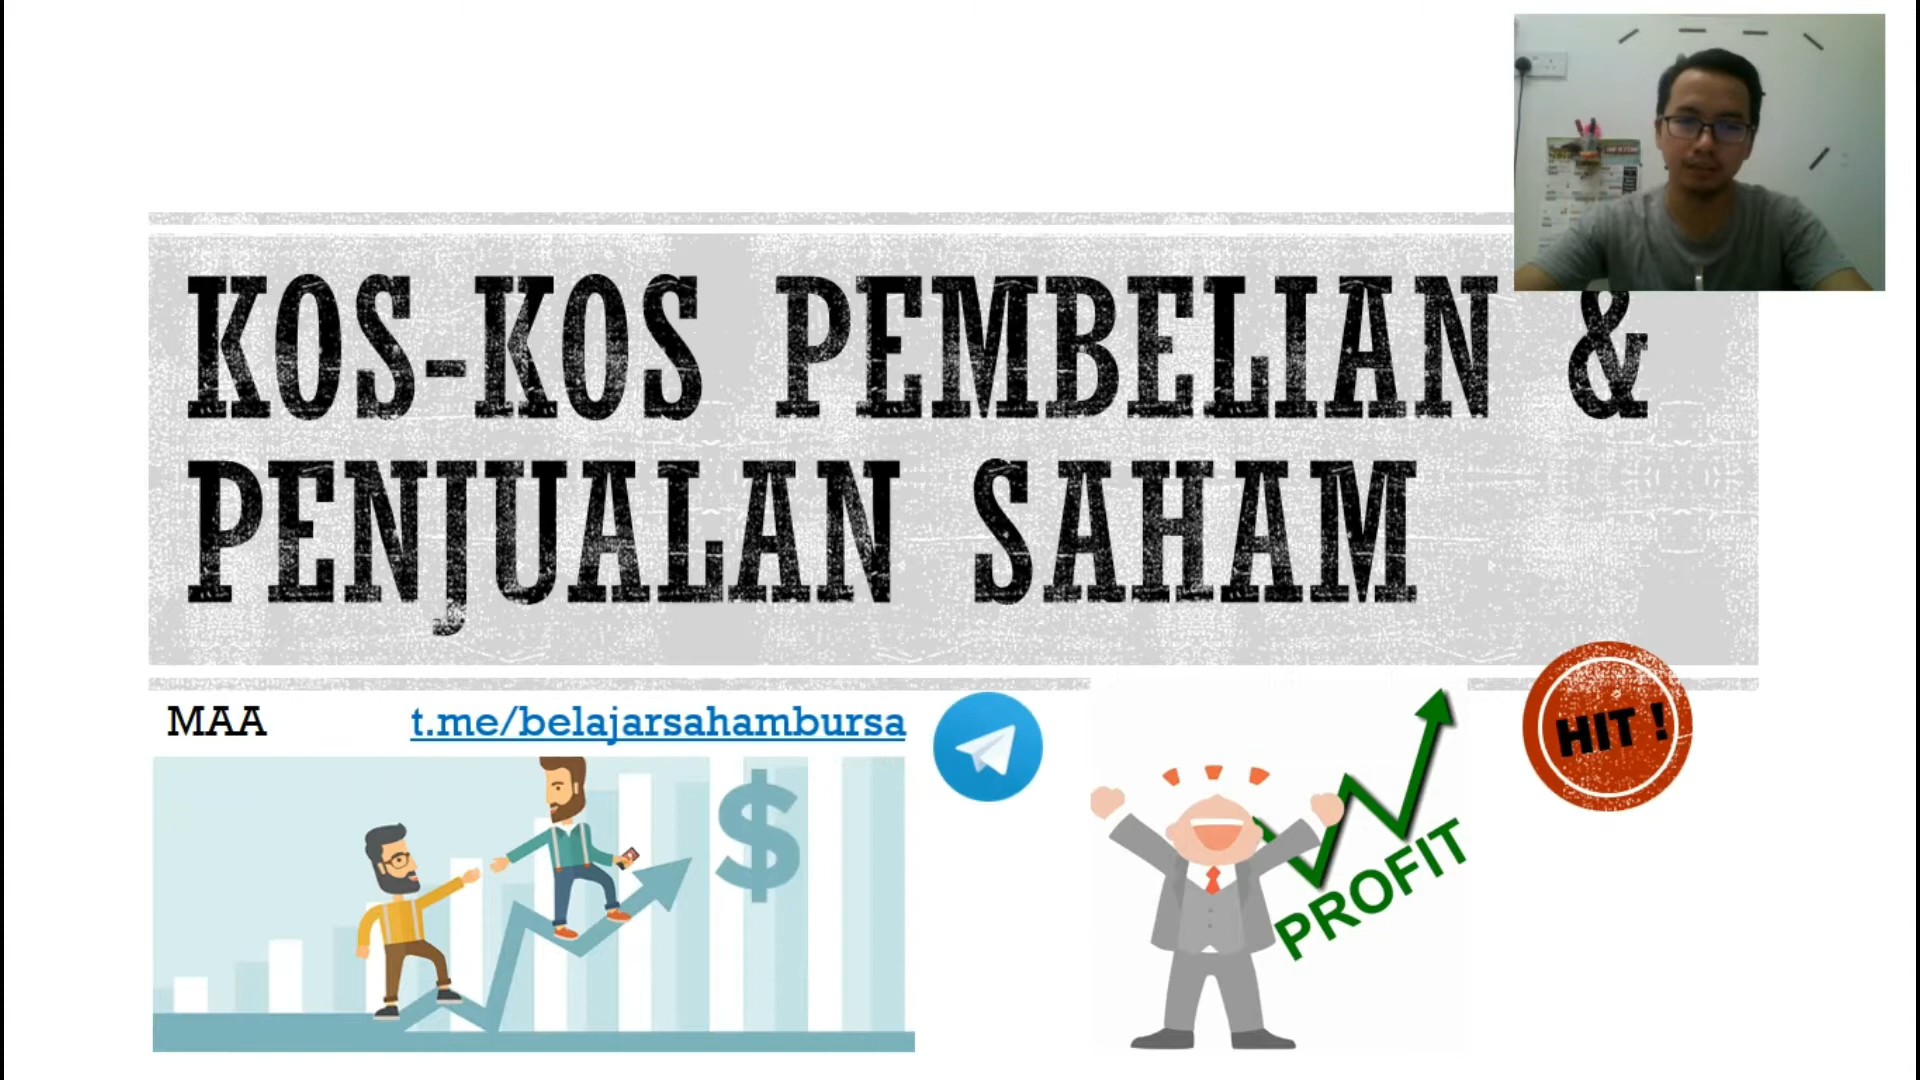 KOS-KOS PEMBELIAN &
PENJUALAN SAHAM
MAA
t.me/belajarsahambursa
HIT !
$
PROFIT